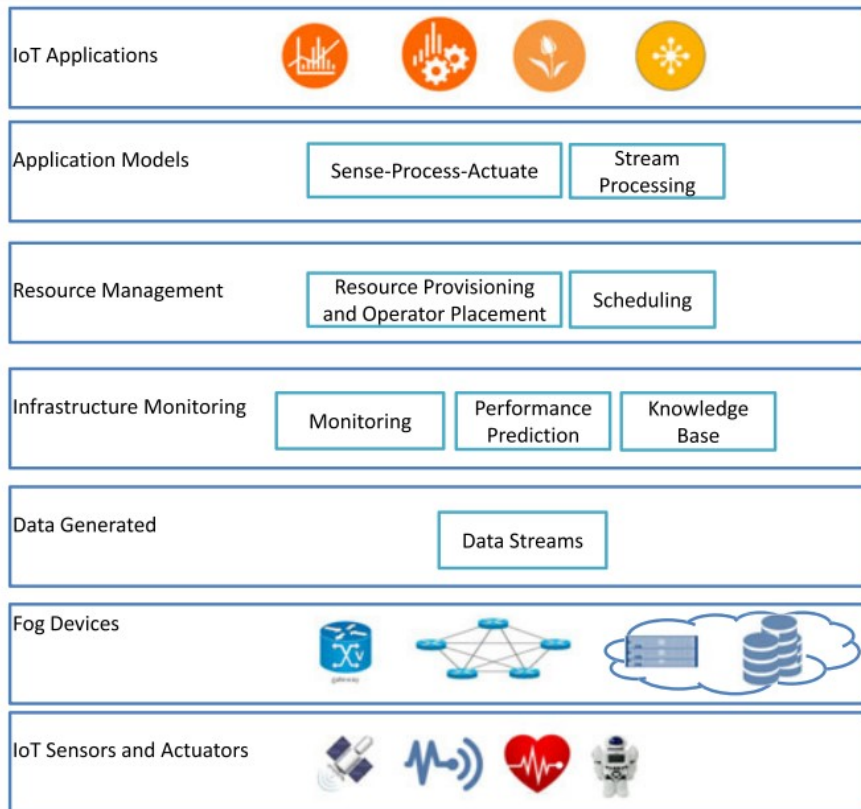 IoT Applications
Application Models
Sense-Process-Actuate
Stream
Processing
Resource Management
Resource Provisioning
and Operator Placement
Scheduling
Infrastructure Monitoring
Monitoring
Performance
Prediction
Knowledge
Base
Data Generated
Data Streams
Fog Devices
gateway
IoT Sensors and Actuators